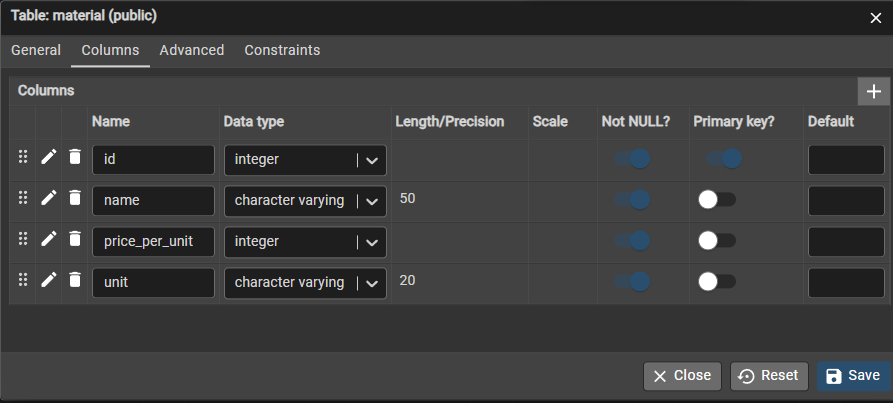 Table: material (public)
General Columns Advanced Constraints
Columns
Name Data type Length/Precision Scale Not NULL? Primary key? Default
id integer
name character varying 50
price_per_unit integer
unit character varying 20
Close Reset Save